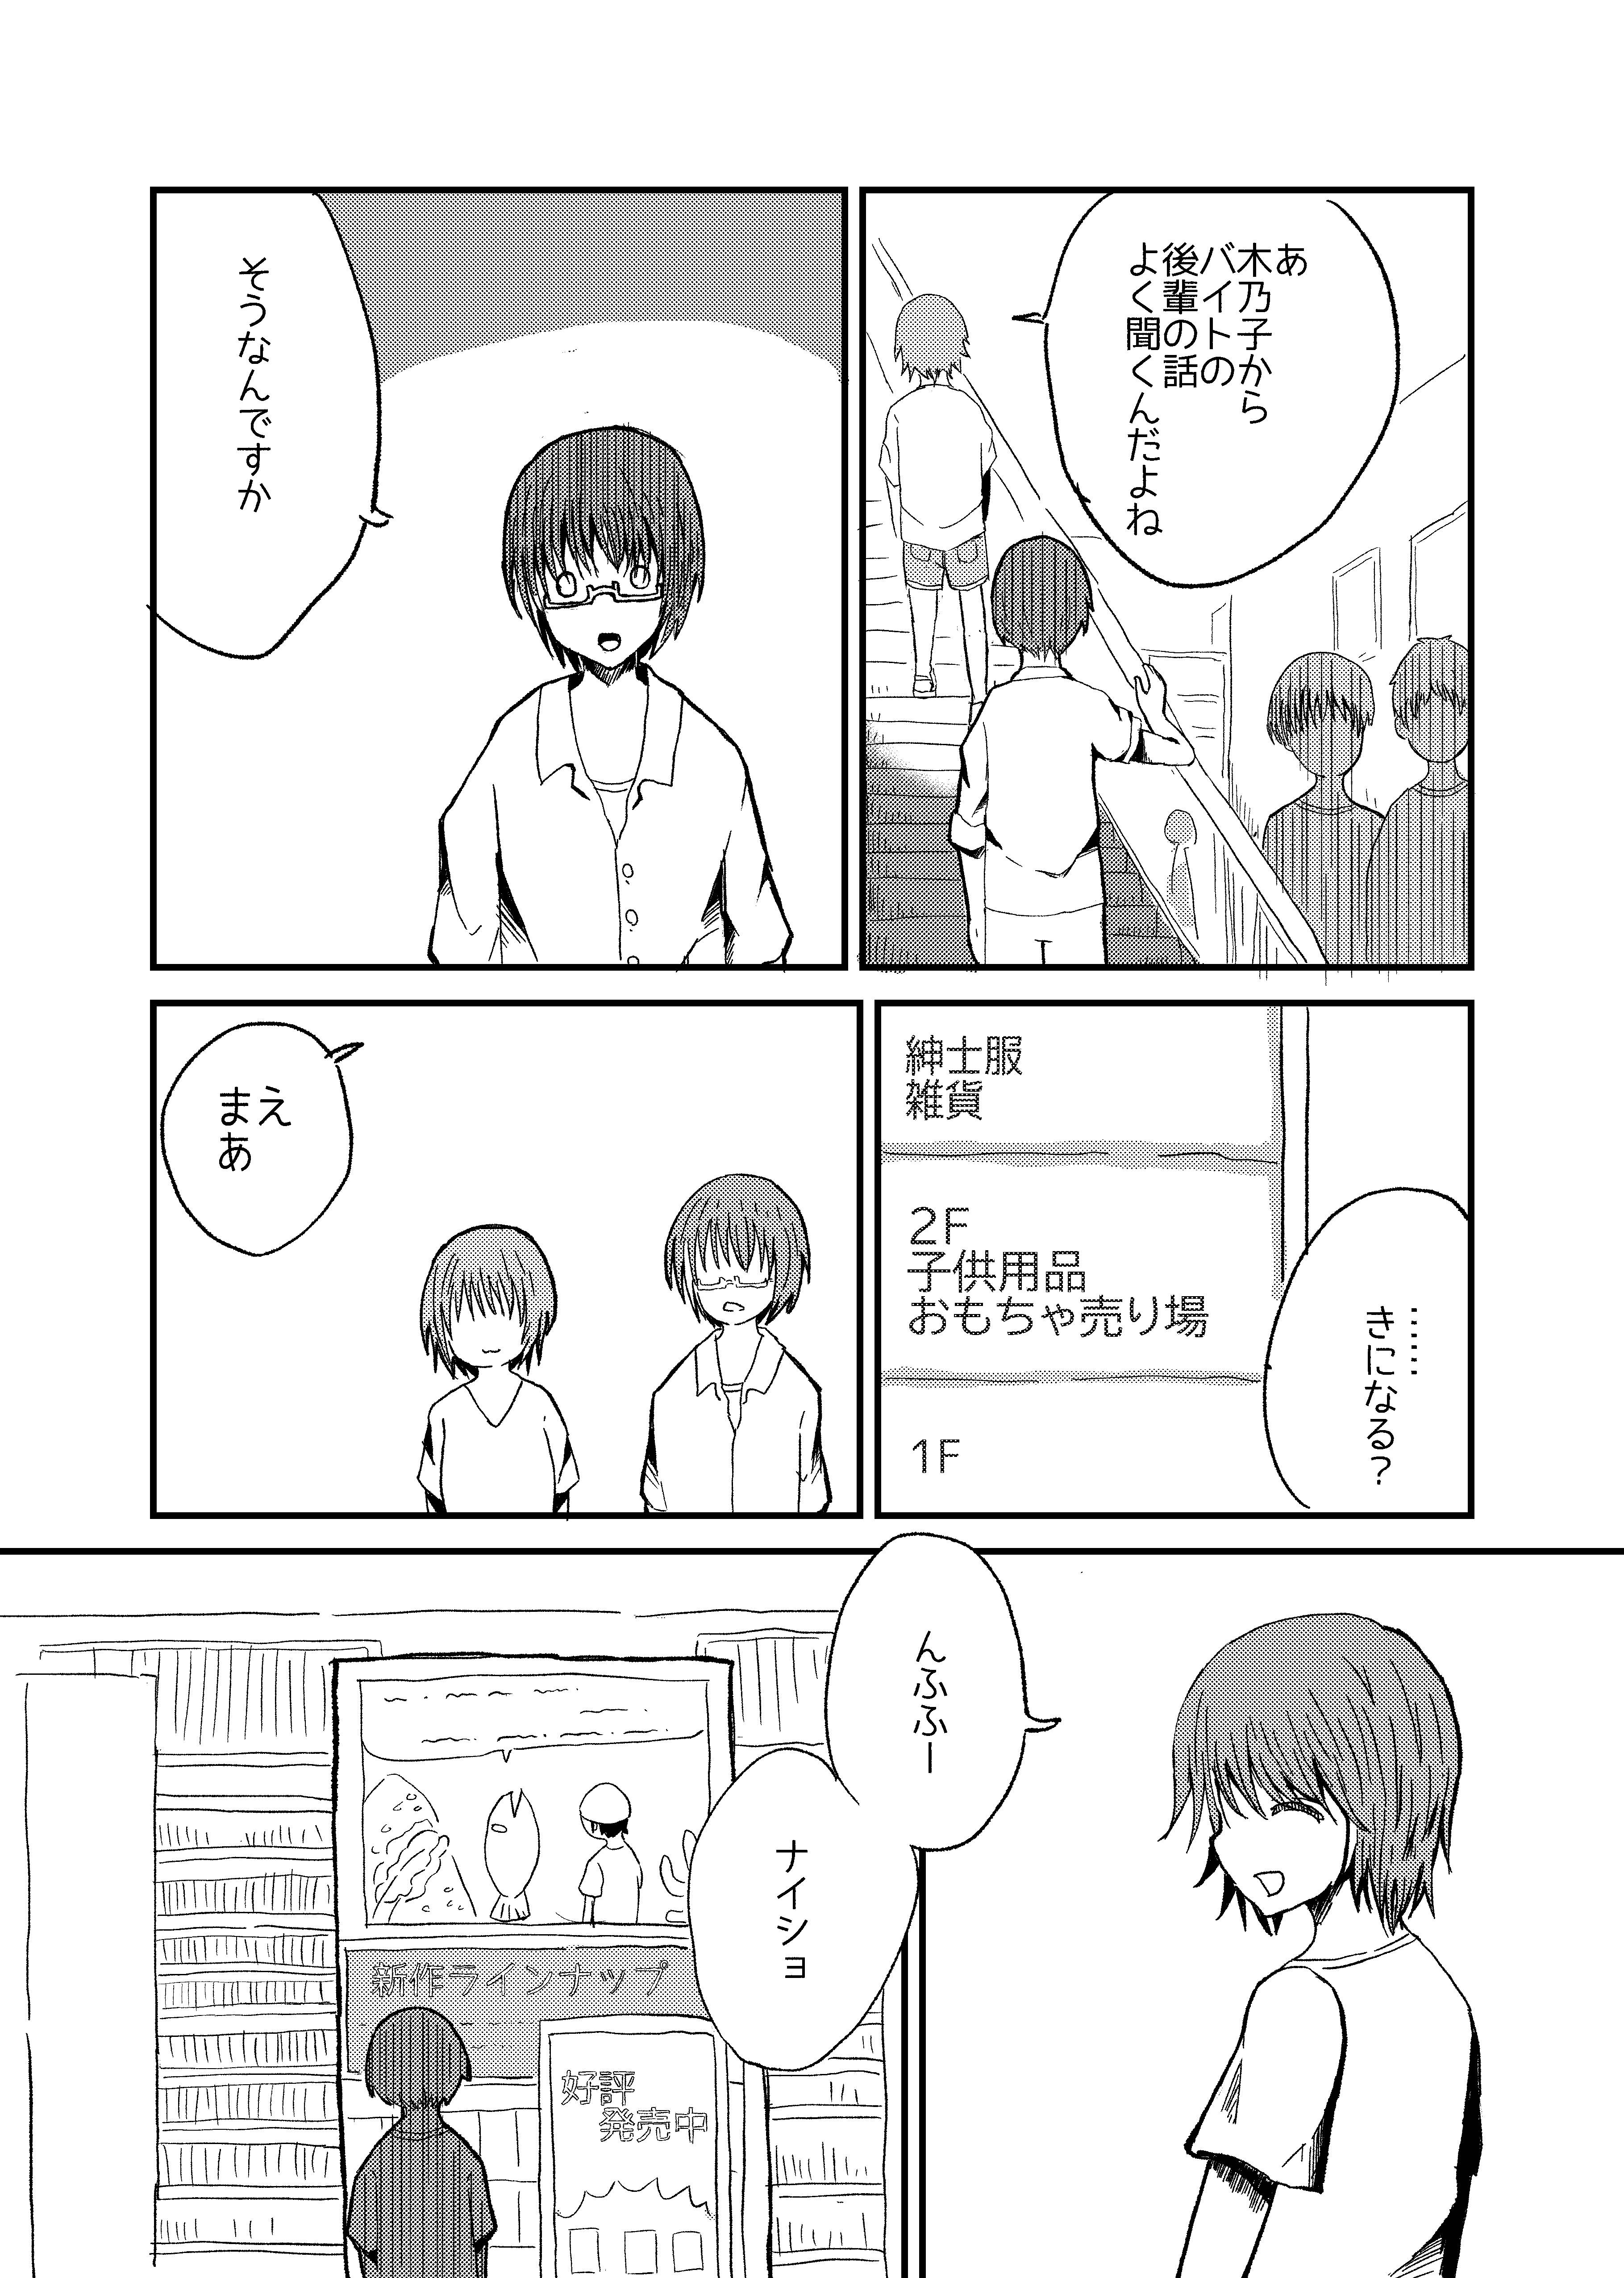 あ
木乃子から
バイトの
後輩の話
よく聞くんだよね
そうなんですか
紳士服
雑貨
2F
子供用品
おもちゃ売り場
1F
……
きになる?
え
まあ
んふふー
ナイショ
新作ラインナップ
好評
発売中